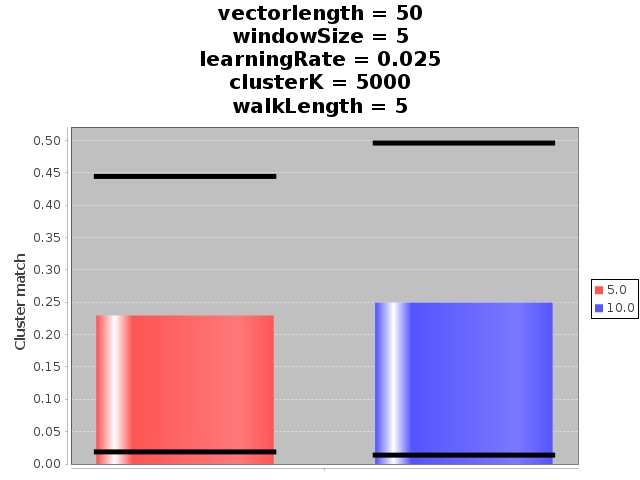 vectorlength = 50
windowSize = 5
learningRate = 0.025
clusterK = 5000
walkLength = 5
0.50
0.45
0.40
0.35
0.30
0.25
0.20
0.15
0.10
0.05
0.00
Cluster match
5.0
10.0